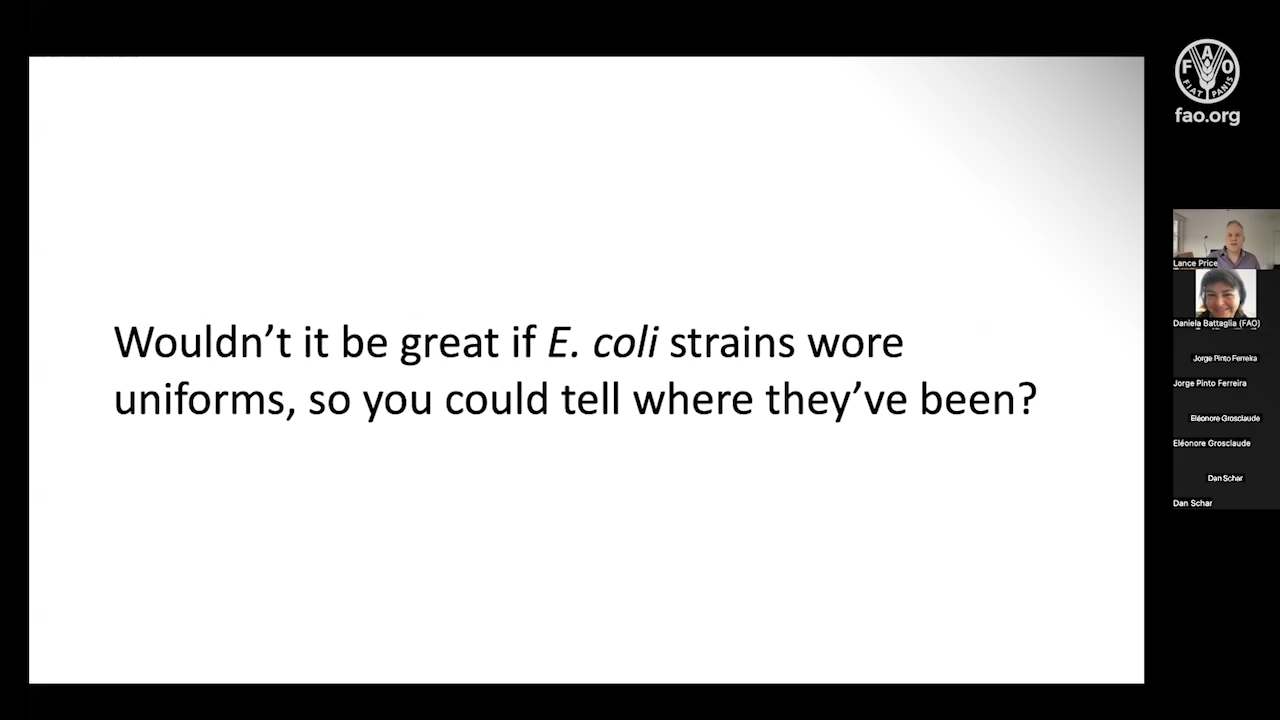 Wouldn't it be great if E. coli strains wore
uniforms, so you could tell where they've been?
F A O
FIAT PANIS
fao.org
Lance Price
Daniela Battaglia (FAO)
Jorge Pinto Ferreira
Jorge Pinto Ferreira
Eléonore Grosclaude
Eléonore Grosclaude
Dan Schar
Dan Schar